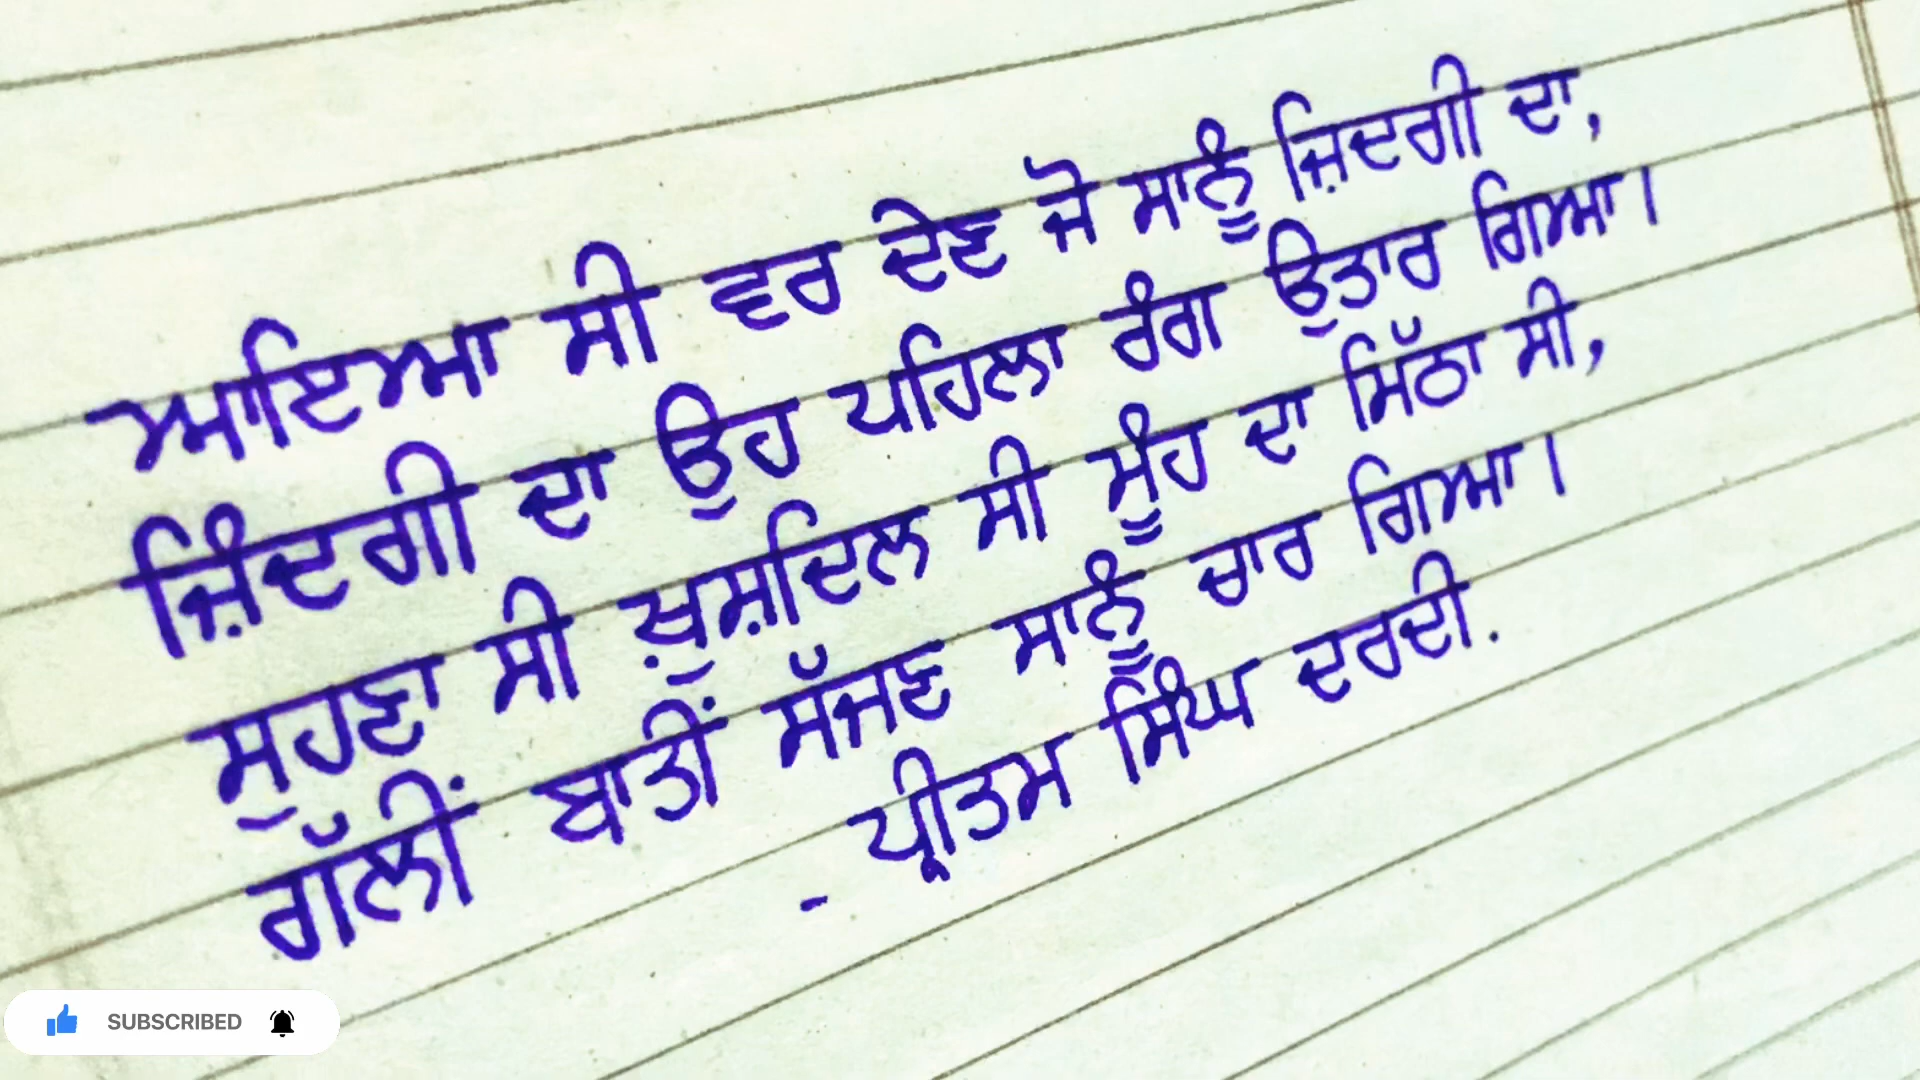 ਆਇਆ ਸੀ ਵਰ ਦੇਣ ਜੋ ਸਾਨੂੰ ਜ਼ਿਦਗੀ ਦਾ,
ਜ਼ਿੰਦਗੀ ਦਾ ਉਹ ਪਹਿਲਾ ਰੰਗ ਉਤਾਰ ਗਿਆ।
ਸੁਹਣਾ ਸੀ ਖ਼ੁਸ਼ਦਿਲ ਸੀ ਮੂੰਹ ਦਾ ਮਿੱਠਾ ਸੀ,
ਗੱਲੀਂ ਬਾਤੀਂ ਸੱਜਣ ਸਾਨੂੰ ਚਾਰ ਗਿਆ।
- ਪ੍ਰੀਤਮ ਸਿੰਘ ਦਰਦੀ.
SUBSCRIBED